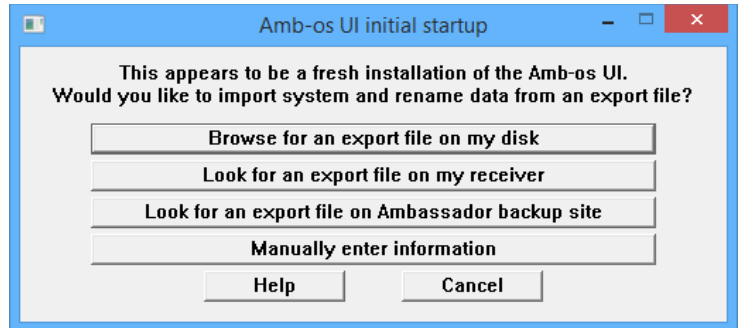 Amb-os UI initial startup
This appears to be a fresh installation of the Amb-os UI.
Would you like to import system and rename data from an export file?
Browse for an export file on my disk
Look for an export file on my receiver
Look for an export file on Ambassador backup site
Manually enter information
Help Cancel